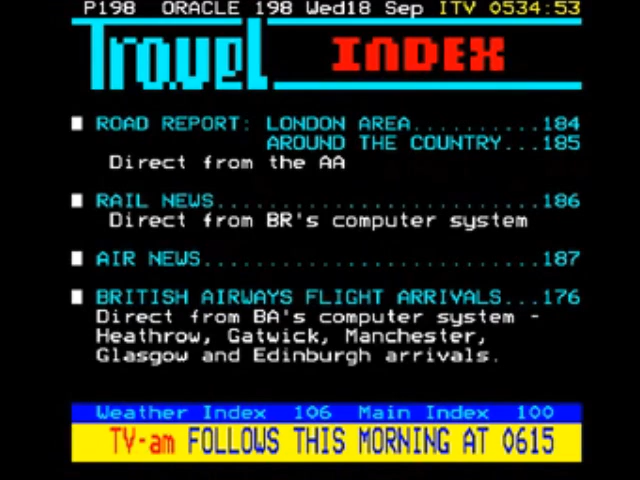 P198 ORACLE 198 Wed18 Sep ITV 0534:53
Travel INDEX
ROAD REPORT: LONDON AREA..........184
AROUND THE COUNTRY...185
Direct from the AA
RAIL NEWS..........................186
Direct from BR's computer system
AIR NEWS...........................187
BRITISH AIRWAYS FLIGHT ARRIVALS...176
Direct from BA's computer system -
Heathrow, Gatwick, Manchester,
Glasgow and Edinburgh arrivals.
Weather Index 106 Main Index 100
TV-am FOLLOWS THIS MORNING AT 0615